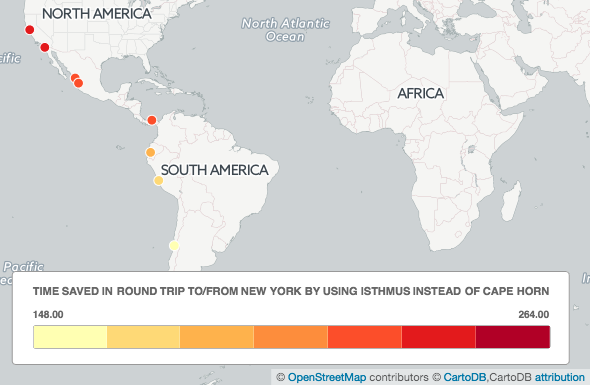 NORTH AMERICA
North Atlantic
Ocean
AFRICA
SOUTH AMERICA
Pacific
TIME SAVED IN ROUND TRIP TO/FROM NEW YORK BY USING ISTHMUS INSTEAD OF CAPE HORN
148.00
264.00
© OpenStreetMap contributors © CartoDB,CartoDB attribution